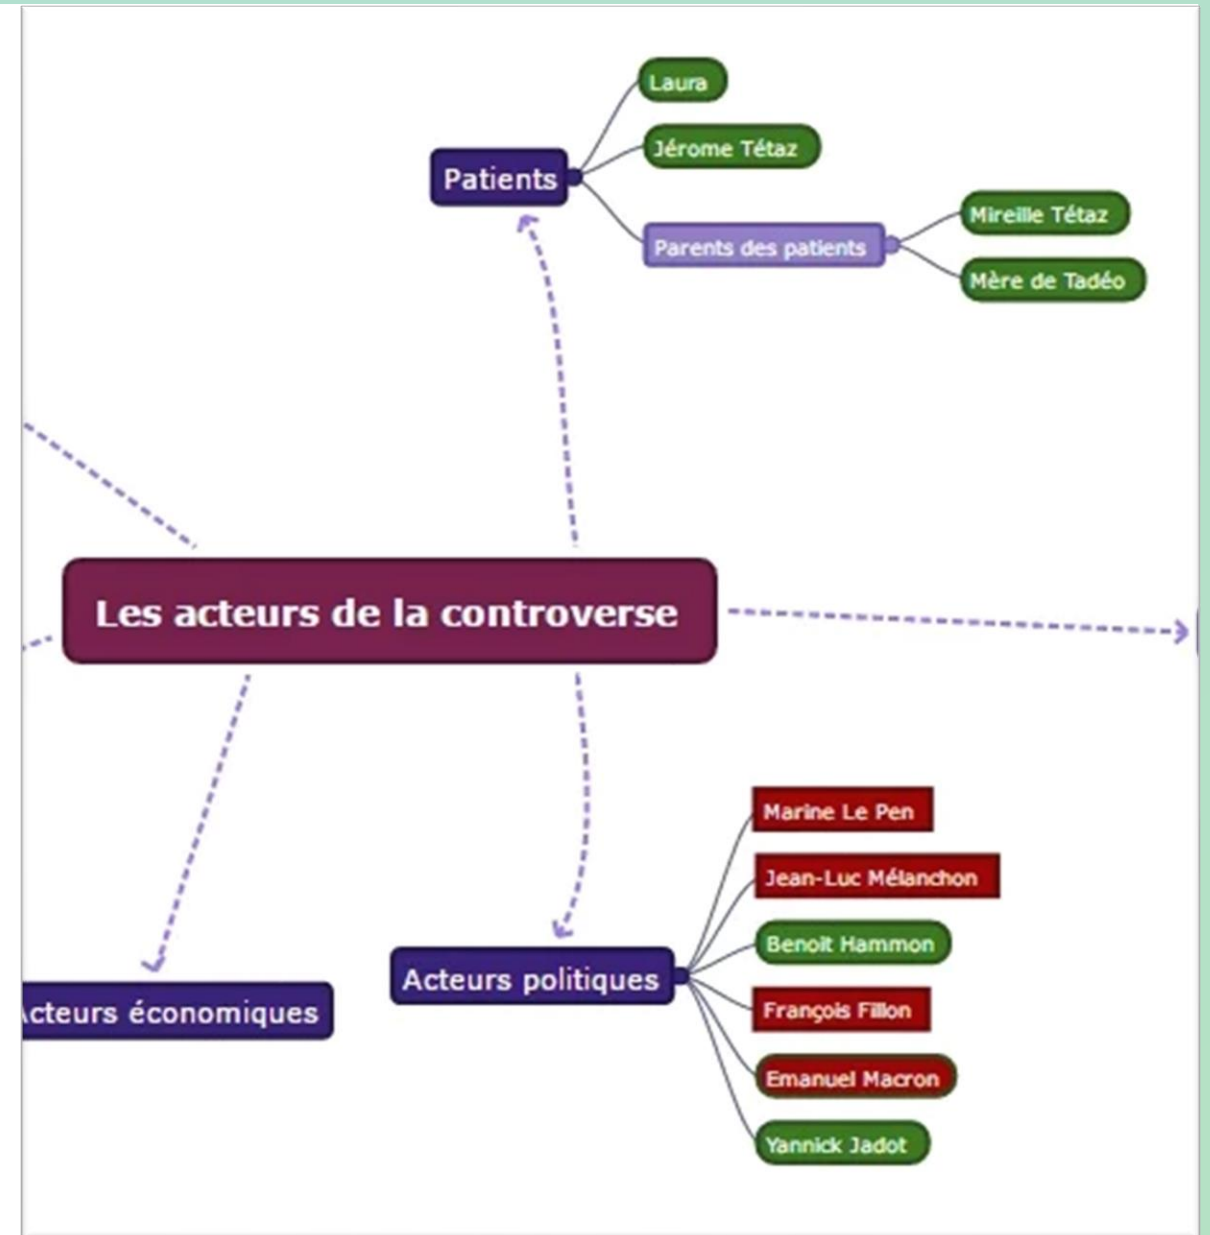 Laura
Jérome Tétaz
Patients
Mireille Tétaz
Parents des patients
Mère de Tadéo
Les acteurs de la controverse
Marine Le Pen
Jean-Luc Mélanchon
Benoit Hammon
Acteurs politiques
François Fillon
cteurs économiques
Emanuel Macron
Yannick Jadot